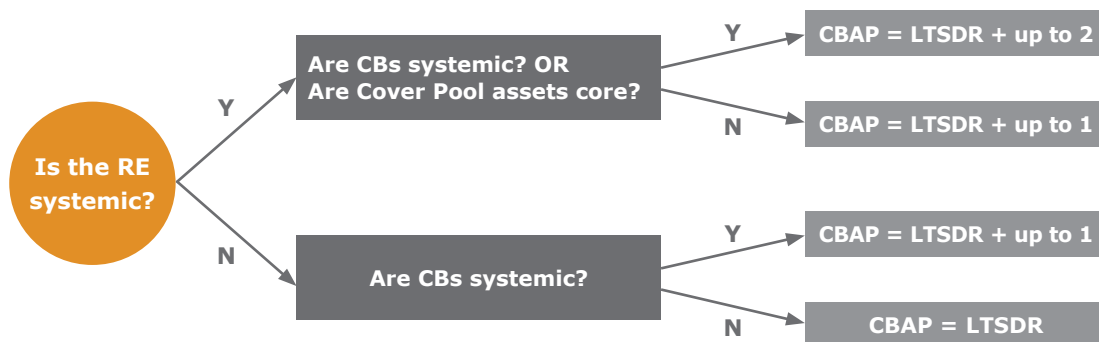 Is the RE
systemic?
Y
Are CBs systemic? OR
Are Cover Pool assets core?
Y
CBAP = LTSDR + up to 2
N
CBAP = LTSDR + up to 1
N
Are CBs systemic?
Y
CBAP = LTSDR + up to 1
N
CBAP = LTSDR